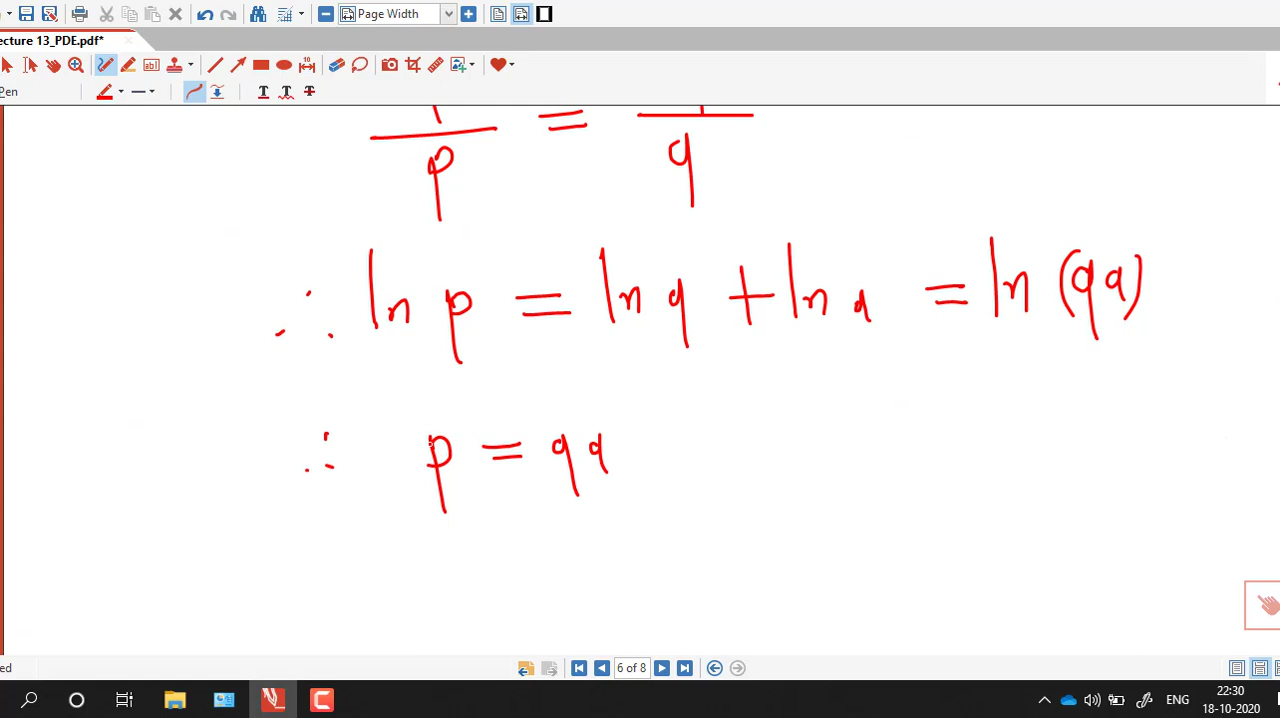 Page Width
ecture 13_PDE.pdf*
Pen
p = q
∴ ln p = ln q + ln a = ln (qa)
∴ p = qa
6 of 8
ed
ENG
22:30
18-10-2020